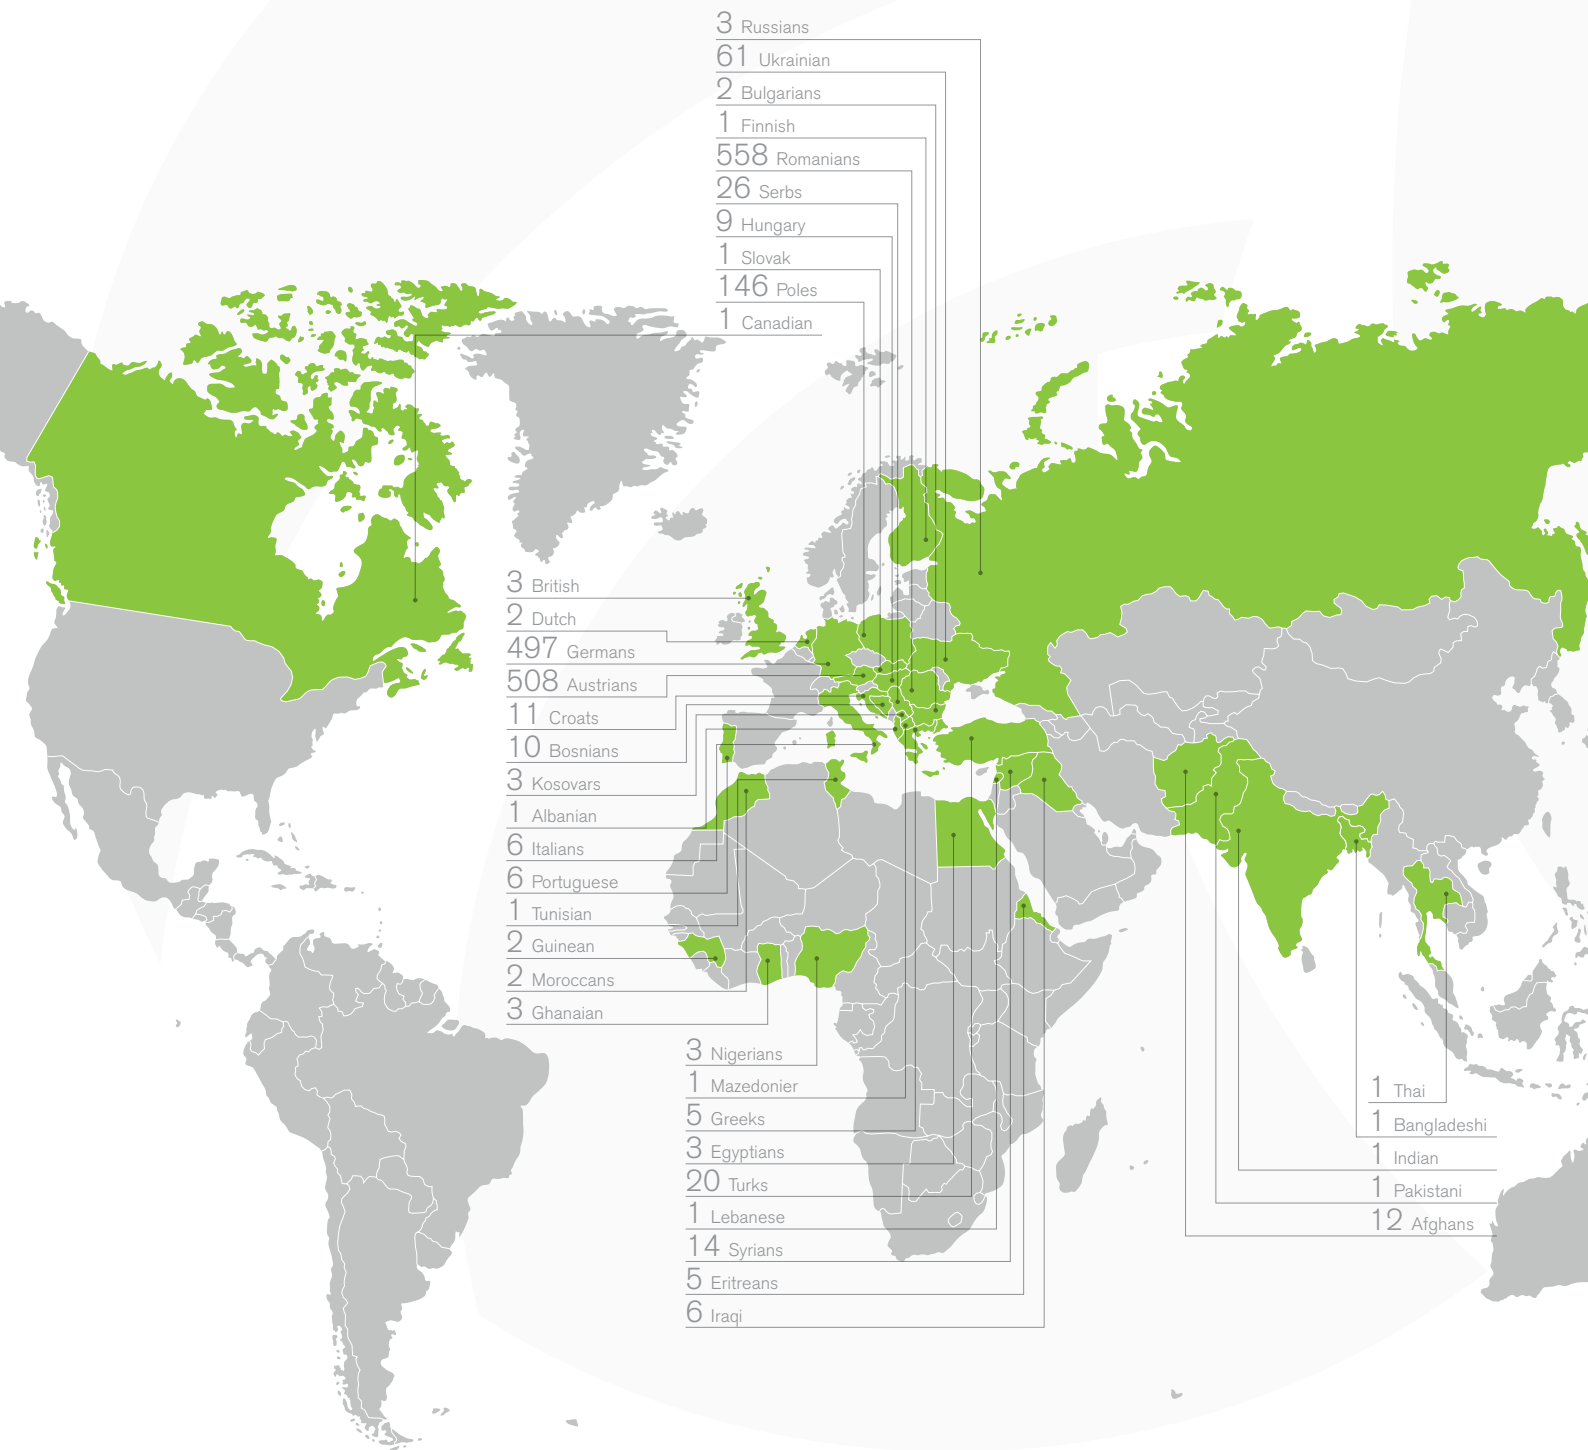 3 Russians
61 Ukrainian
2 Bulgarians
1 Finnish
558 Romanians
26 Serbs
9 Hungary
1 Slovak
146 Poles
1 Canadian
3 British
2 Dutch
497 Germans
508 Austrians
11 Croats
10 Bosnians
3 Kosovars
1 Albanian
6 Italians
6 Portuguese
1 Tunisian
2 Guinean
2 Moroccans
3 Ghanaian
3 Nigerians
1 Mazedonier
5 Greeks
3 Egyptians
20 Turks
1 Lebanese
14 Syrians
5 Eritreans
6 Iraqi
1 Thai
1 Bangladeshi
1 Indian
1 Pakistani
12 Afghans